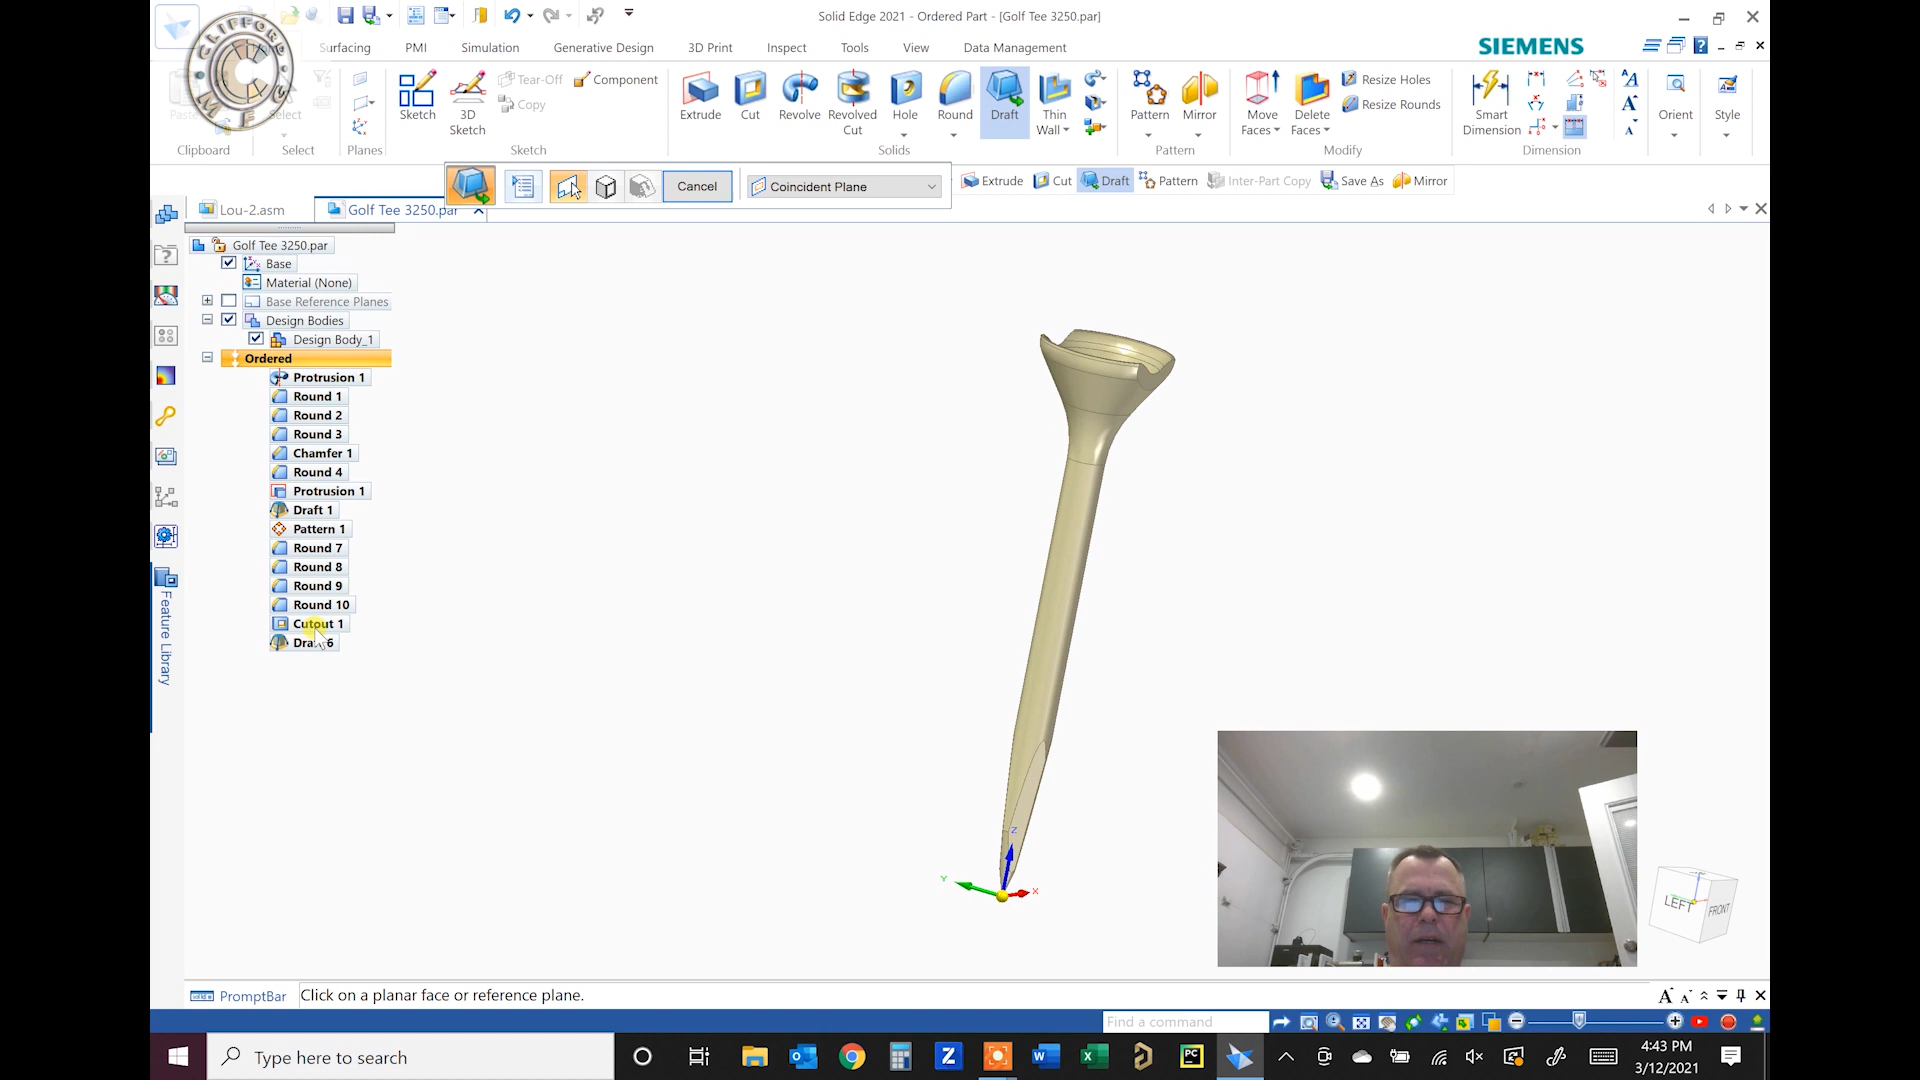 Solid Edge 2021 - Ordered Part - [Golf Tee 3250.par]
CLIFFORD
Surfacing PMI Simulation Generative Design 3D Print Inspect Tools View Data Management
SIEMENS
Sketch
3D Sketch
Tear-Off
Copy
Component
Extrude
Cut
Revolve
Revolved Cut
Hole
Round
Draft
Thin Wall
Pattern
Mirror
Move Faces
Delete Faces
Resize Holes
Resize Rounds
Smart Dimension
Orient
Style
Paste
Select
Clipboard Select Planes Sketch Solids Pattern Modify Dimension
Cancel Coincident Plane
Extrude Cut Draft Pattern Inter-Part Copy Save As Mirror
Lou-2.asm Golf Tee 3250.par
Golf Tee 3250.par
Base
Material (None)
Base Reference Planes
Design Bodies
Design Body_1
Ordered
Protrusion 1
Round 1
Round 2
Round 3
Chamfer 1
Round 4
Protrusion 1
Draft 1
Pattern 1
Round 7
Round 8
Round 9
Round 10
Cutout 1
Feature Library
Z
Y
X
LEFT FRONT
PromptBar Click on a planar face or reference plane.
Find a command
Type here to search
4:43 PM
3/12/2021